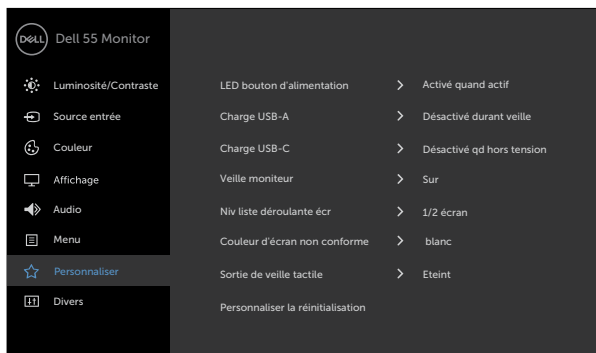 DELL Dell 55 Monitor
Luminosité/Contraste
Source entrée
Couleur
Affichage
Audio
Menu
Personnaliser
Divers
LED bouton d'alimentation Activé quand actif
Charge USB-A Désactivé durant veille
Charge USB-C Désactivé qd hors tension
Veille moniteur Sur
Niv liste déroulante écr 1/2 écran
Couleur d'écran non conforme blanc
Sortie de veille tactile Eteint
Personnaliser la réinitialisation